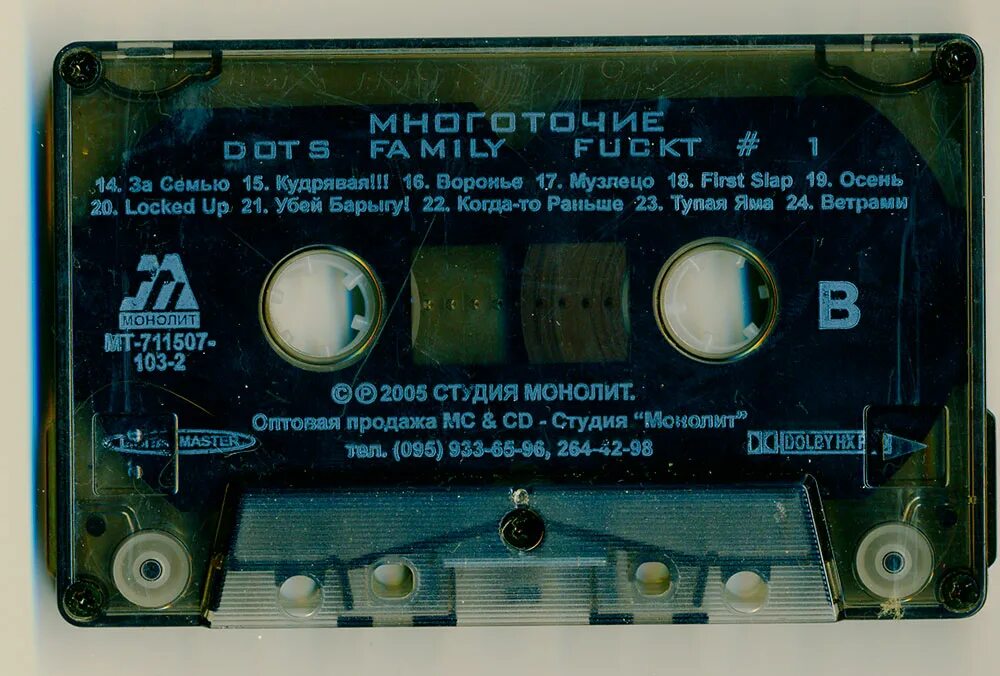 МНОГОТОЧИЕ
DOTS FAMILY FUCKT # 1
14. За Семью 15. Кудрявая!!! 16. Воронье 17. Музлецо 18. First Slap 19. Осень
20. Locked Up 21. Убей Барыгу! 22. Когда-то Раньше 23. Тупая Яма 24. Ветрами
МОНОЛИТ
МТ-711507-
103-2
B
©℗ 2005 СТУДИЯ МОНОЛИТ.
Оптовая продажа MC & CD - Студия "Монолит"
тел. (095) 933-65-96, 264-42-98
MASTER
DOLBY HX